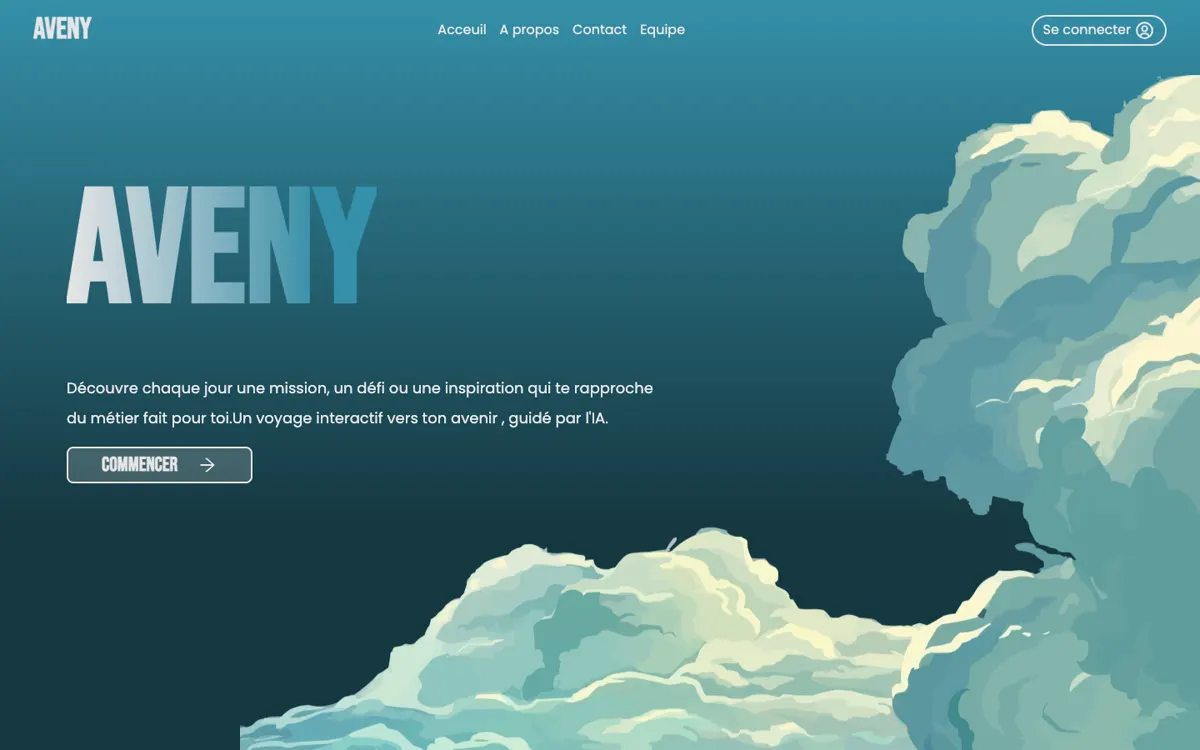 AVENY
Acceuil A propos Contact Equipe
Se connecter
AVENY
Découvre chaque jour une mission, un défi ou une inspiration qui te rapproche
du métier fait pour toi.Un voyage interactif vers ton avenir , guidé par l'IA.
COMMENCER